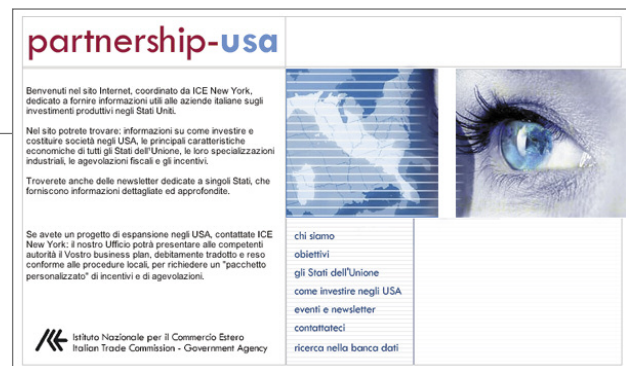 partnership-usa
Benvenuti nel sito Internet, coordinato da ICE New York,
dedicato a fornire informazioni utili alle aziende italiane sugli
investimenti produttivi negli Stati Uniti.
Nel sito potrete trovare: informazioni su come investire e
costituire società negli USA, le principali caratteristiche
economiche di tutti gli Stati dell'Unione, le loro specializzazioni
industriali, le agevolazioni fiscali e gli incentivi.
Troverete anche delle newsletter dedicate a singoli Stati, che
forniscono informazioni dettagliate ed approfondite.
Se avete un progetto di espansione negli USA, contattate ICE
New York: il nostro Ufficio potrà presentare alle competenti
autorità il Vostro business plan, debitamente tradotto e reso
conforme alle procedure locali, per richiedere un "pacchetto
personalizzato" di incentivi e di agevolazioni.
Istituto Nazionale per il Commercio Estero
Italian Trade Commission - Government Agency
chi siamo
obiettivi
gli Stati dell'Unione
come investire negli USA
eventi e newsletter
contattateci
ricerca nella banca dati